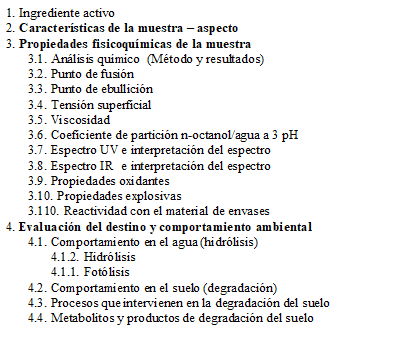 1. Ingrediente activo
2. Características de la muestra – aspecto
3. Propiedades fisicoquímicas de la muestra
3.1. Análisis químico (Método y resultados)
3.2. Punto de fusión
3.3. Punto de ebullición
3.4. Tensión superficial
3.5. Viscosidad
3.6. Coeficiente de partición n-octanol/agua a 3 pH
3.7. Espectro UV e interpretación del espectro
3.8. Espectro IR e interpretación del espectro
3.9. Propiedades oxidantes
3.10. Propiedades explosivas
3.110. Reactividad con el material de envases
4. Evaluación del destino y comportamiento ambiental
4.1. Comportamiento en el agua (hidrólisis)
4.1.2. Hidrólisis
4.1.1. Fotólisis
4.2. Comportamiento en el suelo (degradación)
4.3. Procesos que intervienen en la degradación del suelo
4.4. Metabolitos y productos de degradación del suelo